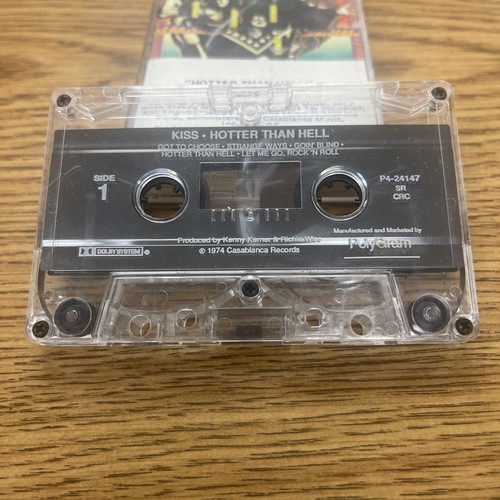 "HOTTER THAN
KISS • HOTTER THAN HELL
GOT TO CHOOSE • STRANGE WAYS • GOIN' BLIND •
HOTTER THAN HELL • LET ME GO, ROCK 'N ROLL
SIDE
1
P4-24147
SR
CRC
Manufactured and Marketed by
PolyGram
DOLBY SYSTEM ®
Produced by Kenny Kerner & Richie Wise
© 1974 Casablanca Records